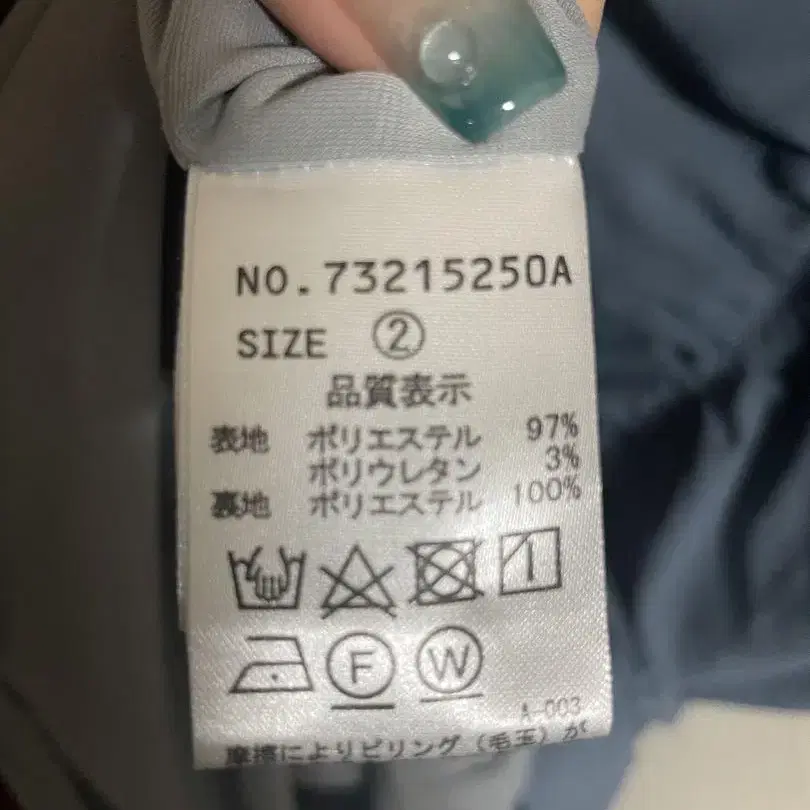 NO.73215250A
SIZE ②
品質表示
表地 ポリエステル 97%
ポリウレタン 3%
裏地 ポリエステル 100%
F W
A-003
摩擦によりピリング（毛玉）が